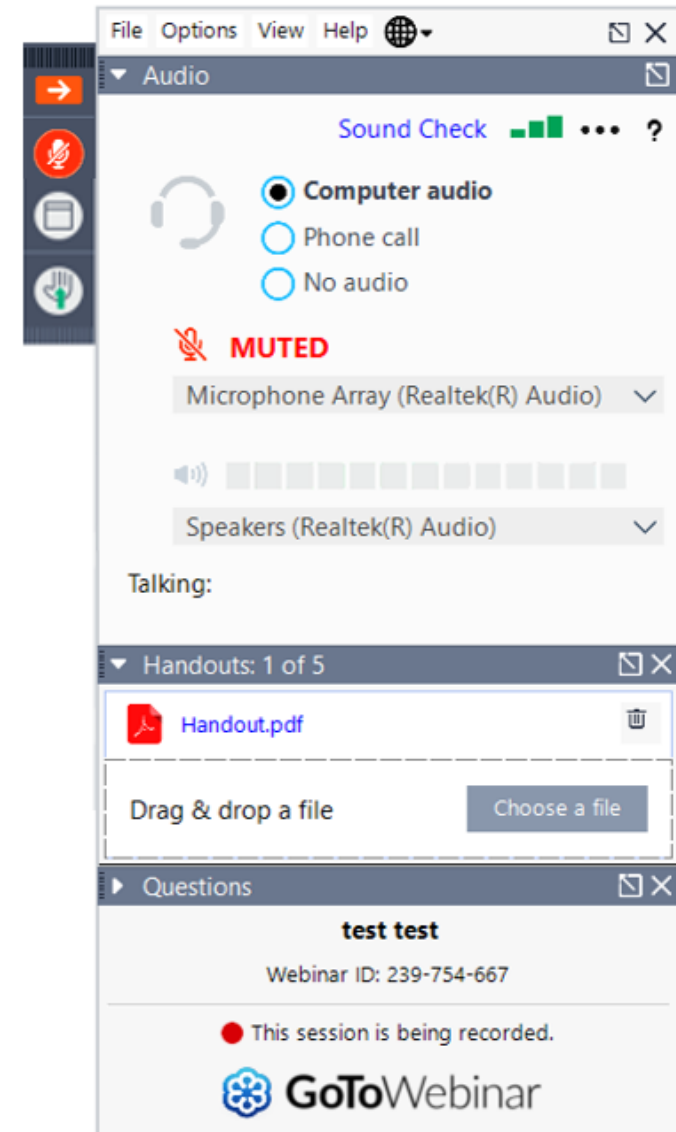 File Options View Help
Audio
Sound Check ?
Computer audio
Phone call
No audio
MUTED
Microphone Array (Realtek(R) Audio)
Speakers (Realtek(R) Audio)
Talking:
Handouts: 1 of 5
Handout.pdf
Drag & drop a file Choose a file
Questions
test test
Webinar ID: 239-754-667
This session is being recorded.
GoToWebinar